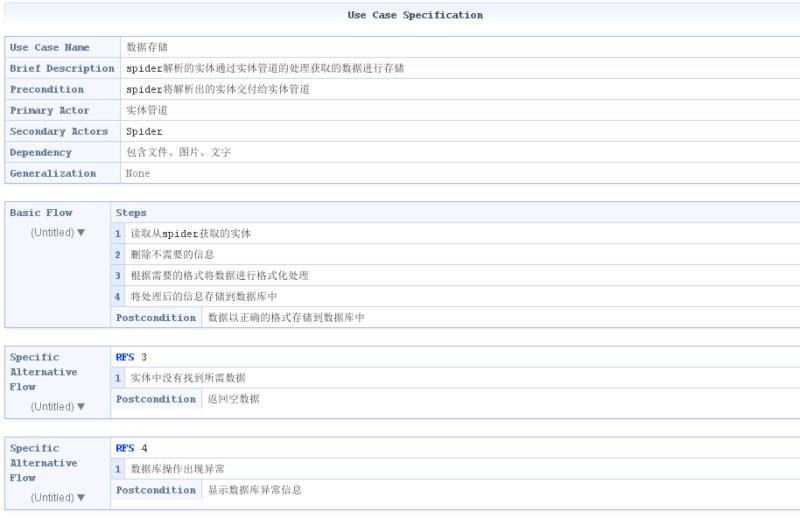 Use Case Specification
Use Case Name 数据存储
Brief Description spider解析的实体通过实体管道的处理获取的数据进行存储
Precondition spider将解析出的实体交付给实体管道
Primary Actor 实体管道
Secondary Actors Spider
Dependency 包含文件、图片、文字
Generalization None
Basic Flow Steps
(Untitled) ▼
1 读取从spider获取的实体
2 删除不需要的信息
3 根据需要的格式将数据进行格式化处理
4 将处理后的信息存储到数据库中
Postcondition 数据以正确的格式存储到数据库中
Specific Alternative Flow
(Untitled) ▼
RFS 3
1 实体中没有找到所需数据
Postcondition 返回空数据
Specific Alternative Flow
(Untitled) ▼
RFS 4
1 数据库操作出现异常
Postcondition 显示数据库异常信息